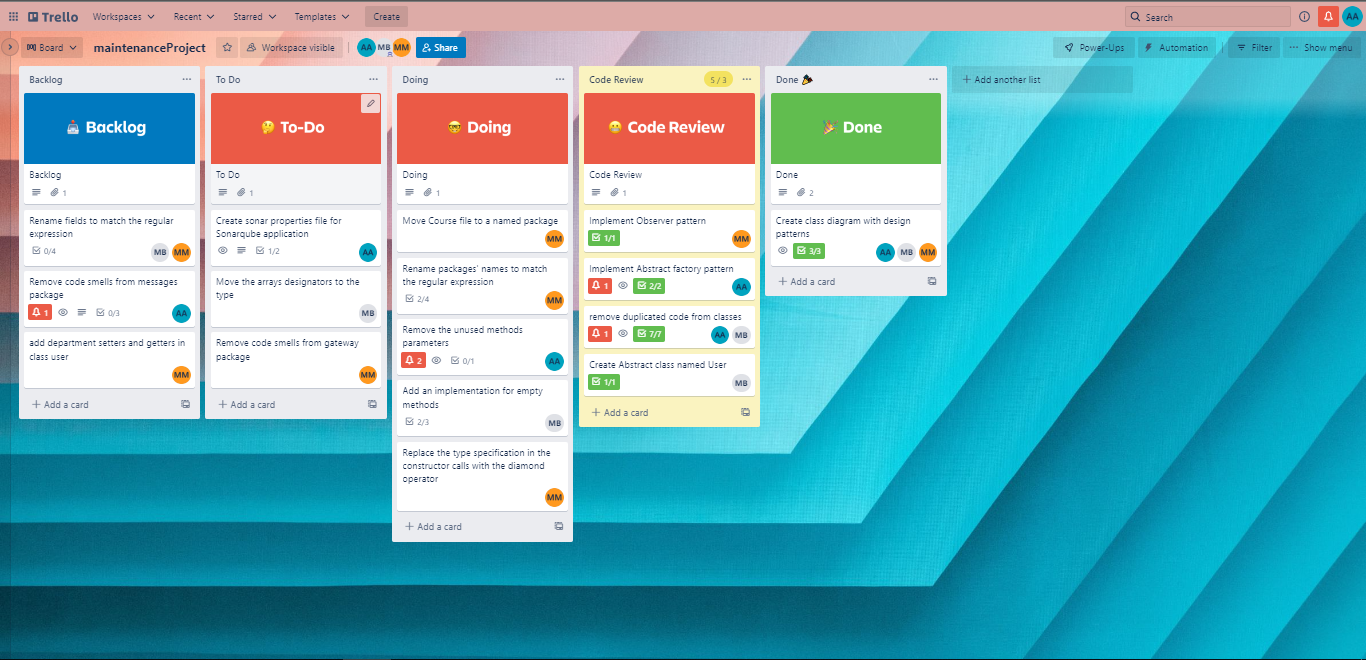 Trello Workspaces Recent Starred Templates Create Search AA
Board maintenanceProject Workspace visible AA MB MM Share Power-Ups Automation Filter Show menu
Backlog
Backlog
Backlog
1
Rename fields to match the regular
expression
0/4 MB MM
Remove code smells from messages
package
1 0/3 AA
add department setters and getters in
class user
MM
+ Add a card
To Do
To-Do
To Do
1
Create sonar properties file for
Sonarqube application
1/2 AA
Move the arrays designators to the
type
MB
Remove code smells from gateway
package
MM
+ Add a card
Doing
Doing
Doing
1
Move Course file to a named package
MM
Rename packages' names to match
the regular expression
2/4 MM
Remove the unused methods
parameters
2 0/1 AA
Add an implementation for empty
methods
2/3 MB
Replace the type specification in the
constructor calls with the diamond
operator
MM
+ Add a card
Code Review 5 / 3
Code Review
Code Review
1
Implement Observer pattern
1/1 MM
Implement Abstract factory pattern
1 2/2 AA
remove duplicated code from classes
1 7/7 AA MB
Create Abstract class named User
1/1 MB
+ Add a card
Done 🎉
Done
Done
2
Create class diagram with design
patterns
3/3 AA MB MM
+ Add a card
+ Add another list